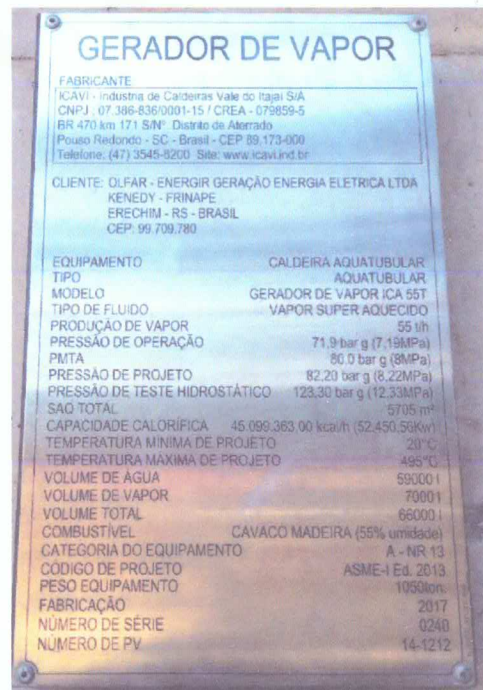 GERADOR DE VAPOR
FABRICANTE
ICAVI - Industria de Caldeiras Vale do Itajaí S/A
CNPJ : 07.386-836/0001-15 / CREA - 079859-5
BR 470 km 171 S/Nº Distrito de Aterrado
Pouso Redondo - SC - Brasil - CEP 89.173-000
Telefone: (47) 3545-8200 Site: www.icavi.ind.br
CLIENTE: OLFAR - ENERGIR GERAÇÃO ENERGIA ELETRICA LTDA
KENEDY - FRINAPE
ERECHIM - RS - BRASIL
CEP: 99.709.780
EQUIPAMENTO CALDEIRA AQUATUBULAR
TIPO AQUATUBULAR
MODELO GERADOR DE VAPOR ICA 55T
TIPO DE FLUIDO VAPOR SUPER AQUECIDO
PRODUÇÃO DE VAPOR 55 t/h
PRESSÃO DE OPERAÇÃO 71,9 bar g (7,19MPa)
PMTA 80,0 bar g (8MPa)
PRESSÃO DE PROJETO 82,20 bar g (8,22MPa)
PRESSÃO DE TESTE HIDROSTÁTICO 123,30 bar g (12,33MPa)
SAQ TOTAL 5705 m²
CAPACIDADE CALORÍFICA 45.099.363,00 kcal/h (52.450,56Kw)
TEMPERATURA MÍNIMA DE PROJETO 20°C
TEMPERATURA MÁXIMA DE PROJETO 495°C
VOLUME DE ÁGUA 59000 l
VOLUME DE VAPOR 7000 l
VOLUME TOTAL 66000 l
COMBUSTÍVEL CAVACO MADEIRA (55% umidade)
CATEGORIA DO EQUIPAMENTO A - NR 13
CÓDIGO DE PROJETO ASME-I Ed. 2013
PESO EQUIPAMENTO 1050ton.
FABRICAÇÃO 2017
NÚMERO DE SÉRIE 0240
NÚMERO DE PV 14-1212